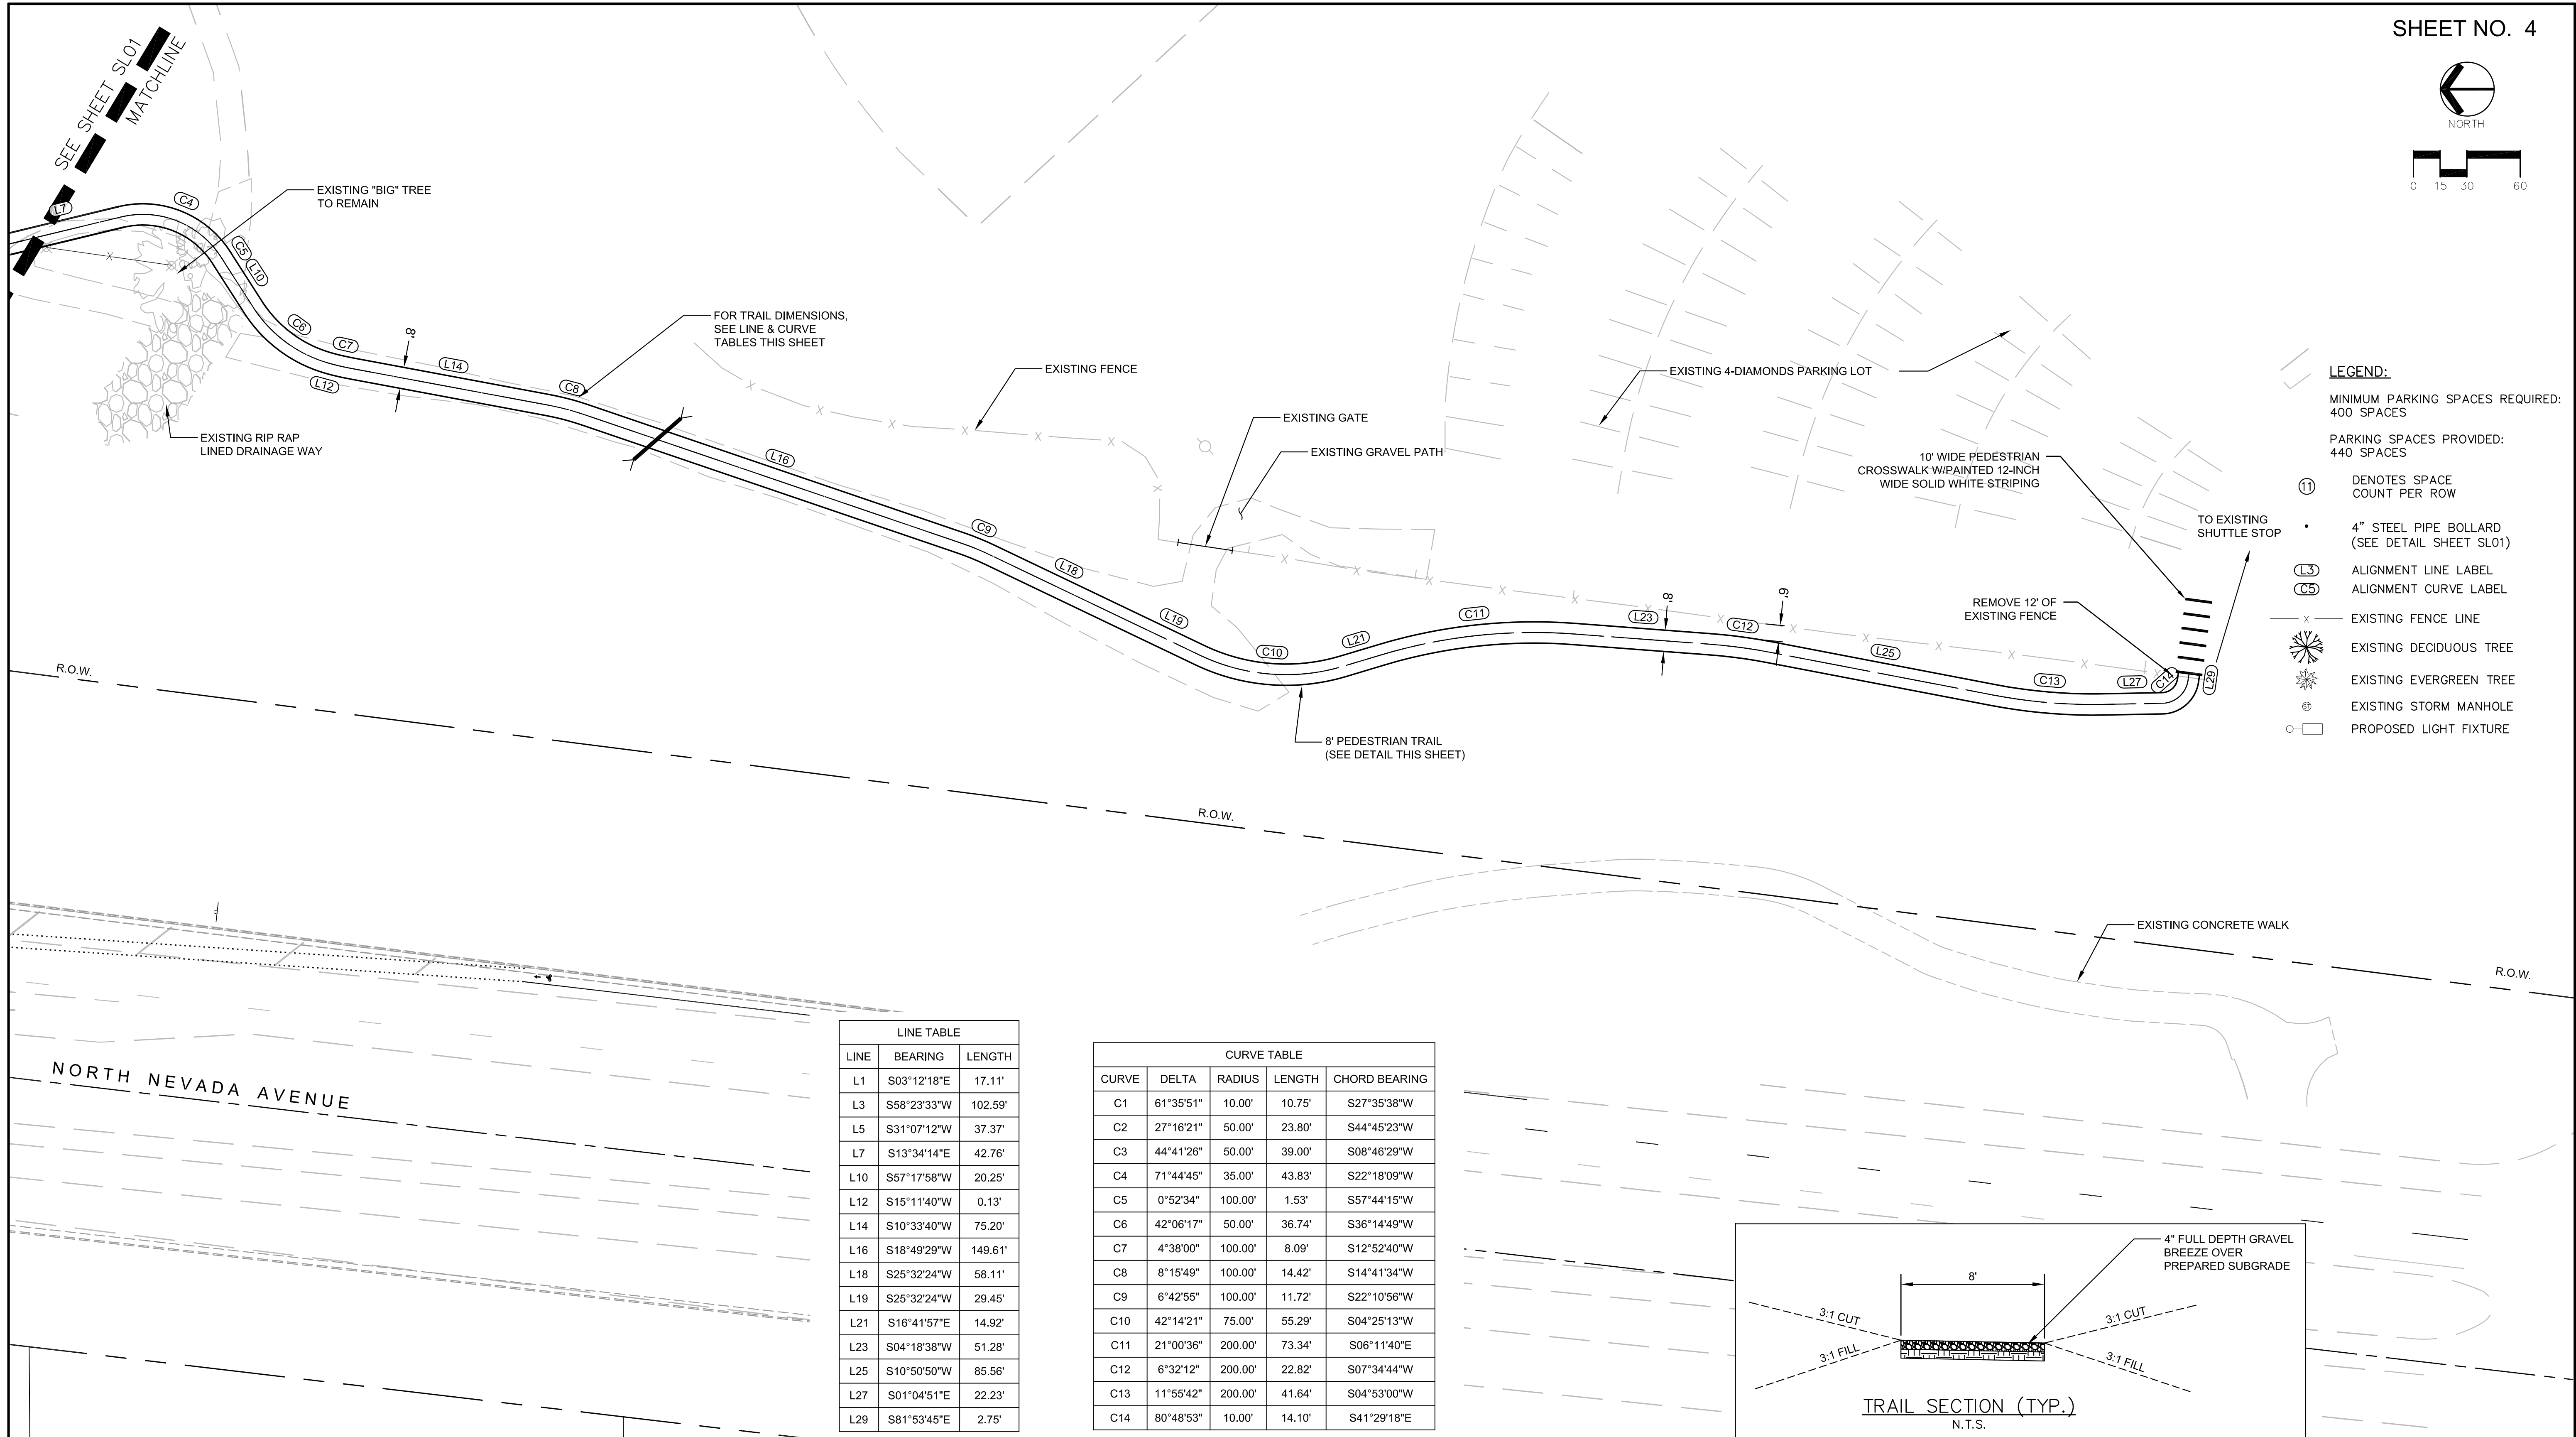 SHEET NO. 4
SEE SHEET SL01
MATCHLINE
NORTH
0 15 30 60
L7
C4
EXISTING "BIG" TREE
TO REMAIN
C5
L10
C6
C7
L12
8'
L14
C8
FOR TRAIL DIMENSIONS,
SEE LINE & CURVE
TABLES THIS SHEET
EXISTING RIP RAP
LINED DRAINAGE WAY
EXISTING FENCE
L16
C9
EXISTING GATE
EXISTING GRAVEL PATH
EXISTING 4-DIAMONDS PARKING LOT
10' WIDE PEDESTRIAN
CROSSWALK W/PAINTED 12-INCH
WIDE SOLID WHITE STRIPING
TO EXISTING
SHUTTLE STOP
REMOVE 12' OF
EXISTING FENCE
L18
L19
C10
L21
C11
L23
8'
C12
6'
L25
C13
L27
C14
L29
8' PEDESTRIAN TRAIL
(SEE DETAIL THIS SHEET)
LEGEND:
MINIMUM PARKING SPACES REQUIRED:
400 SPACES
PARKING SPACES PROVIDED:
440 SPACES
11 DENOTES SPACE
COUNT PER ROW
4" STEEL PIPE BOLLARD
(SEE DETAIL SHEET SL01)
L3 ALIGNMENT LINE LABEL
C5 ALIGNMENT CURVE LABEL
X EXISTING FENCE LINE
EXISTING DECIDUOUS TREE
EXISTING EVERGREEN TREE
ST EXISTING STORM MANHOLE
PROPOSED LIGHT FIXTURE
R.O.W.
R.O.W.
R.O.W.
EXISTING CONCRETE WALK
NORTH NEVADA AVENUE
LINE TABLE
LINE BEARING LENGTH
L1 S03°12'18"E 17.11'
L3 S58°23'33"W 102.59'
L5 S31°07'12"W 37.37'
L7 S13°34'14"E 42.76'
L10 S57°17'58"W 20.25'
L12 S15°11'40"W 0.13'
L14 S10°33'40"W 75.20'
L16 S18°49'29"W 149.61'
L18 S25°32'24"W 58.11'
L19 S25°32'24"W 29.45'
L21 S16°41'57"E 14.92'
L23 S04°18'38"W 51.28'
L25 S10°50'50"W 85.56'
L27 S01°04'51"E 22.23'
L29 S81°53'45"E 2.75'
CURVE TABLE
CURVE DELTA RADIUS LENGTH CHORD BEARING
C1 61°35'51" 10.00' 10.75' S27°35'38"W
C2 27°16'21" 50.00' 23.80' S44°45'23"W
C3 44°41'26" 50.00' 39.00' S08°46'29"W
C4 71°44'45" 35.00' 43.83' S22°18'09"W
C5 0°52'34" 100.00' 1.53' S57°44'15"W
C6 42°06'17" 50.00' 36.74' S36°14'49"W
C7 4°38'00" 100.00' 8.09' S12°52'40"W
C8 8°15'49" 100.00' 14.42' S14°41'34"W
C9 6°42'55" 100.00' 11.72' S22°10'56"W
C10 42°14'21" 75.00' 55.29' S04°25'13"W
C11 21°00'36" 200.00' 73.34' S06°11'40"E
C12 6°32'12" 200.00' 22.82' S07°34'44"W
C13 11°55'42" 200.00' 41.64' S04°53'00"W
C14 80°48'53" 10.00' 14.10' S41°29'18"E
4" FULL DEPTH GRAVEL
BREEZE OVER
PREPARED SUBGRADE
8'
3:1 CUT
3:1 CUT
3:1 FILL
3:1 FILL
TRAIL SECTION (TYP.)
N.T.S.